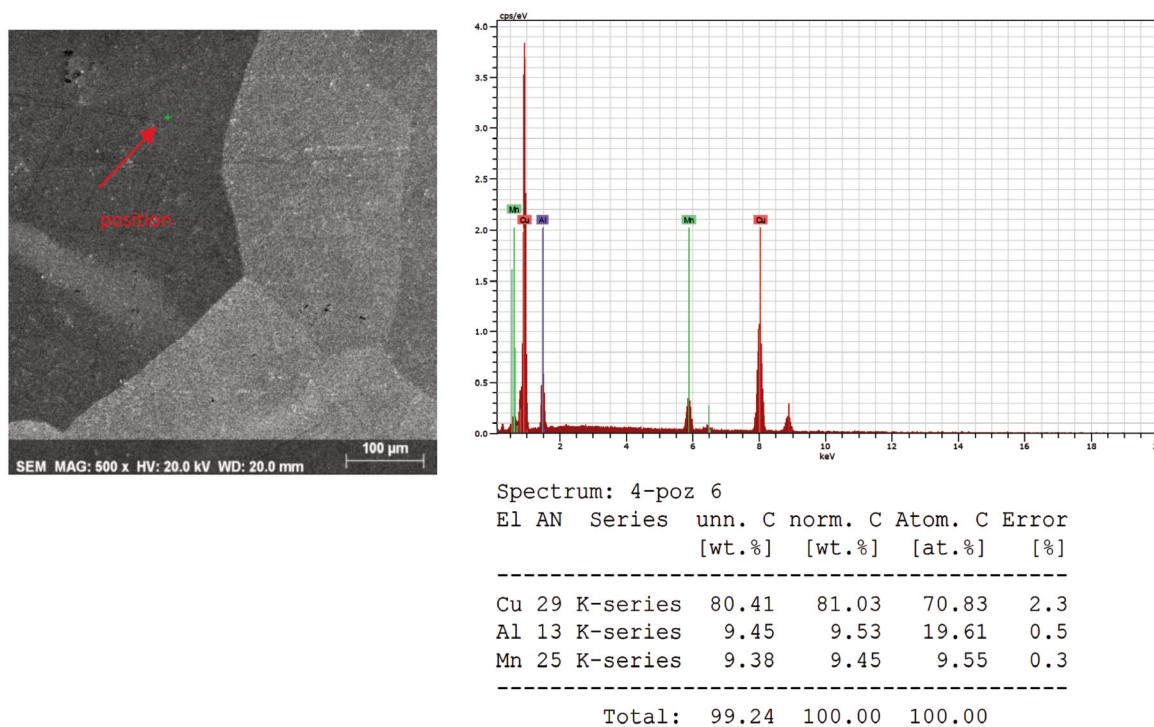 position
100 µm
SEM MAG: 500 x HV: 20.0 kV WD: 20.0 mm
cps/eV
4.0
3.5
3.0
2.5
2.0
1.5
1.0
0.5
0.0
Mn
Cu
Al
Mn
Cu
2
4
6
8
10
12
14
16
18
keV
Spectrum: 4-poz 6
El AN Series unn. C norm. C Atom. C Error
[wt.%] [wt.%] [at.%] [%]
Cu 29 K-series 80.41 81.03 70.83 2.3
Al 13 K-series 9.45 9.53 19.61 0.5
Mn 25 K-series 9.38 9.45 9.55 0.3
Total: 99.24 100.00 100.00